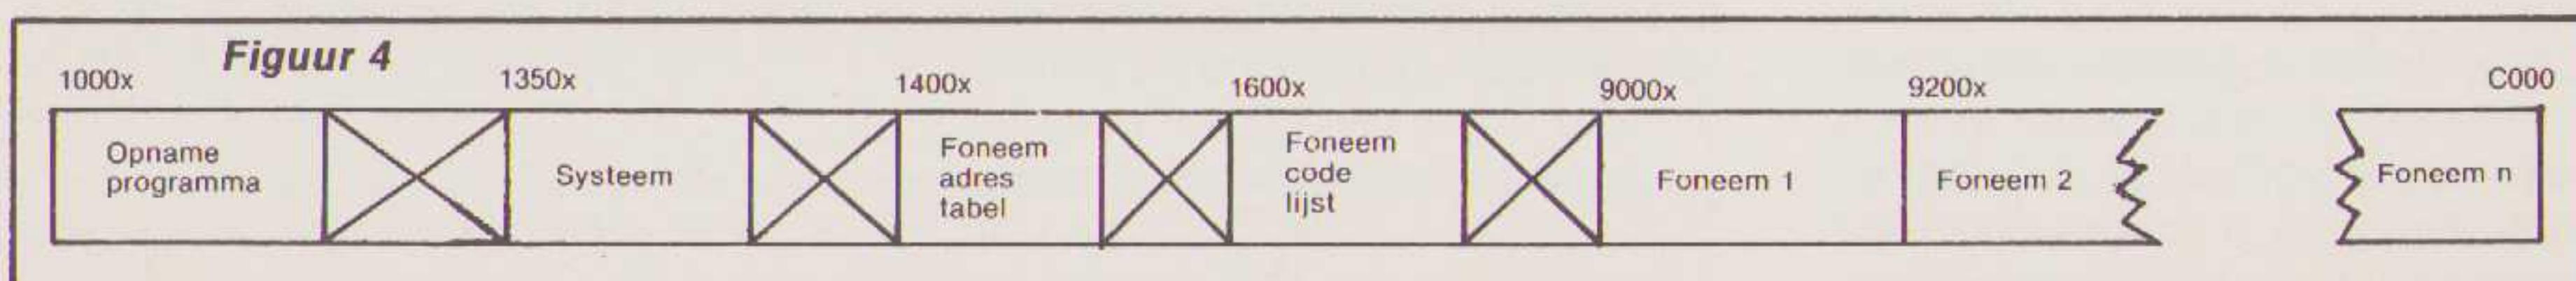 Figuur 4
1000x
1350x
1400x
1600x
9000x
9200x
C000
Opname
programma
Systeem
Foneem
adres
tabel
Foneem
code
lijst
Foneem 1
Foneem 2
Foneem n